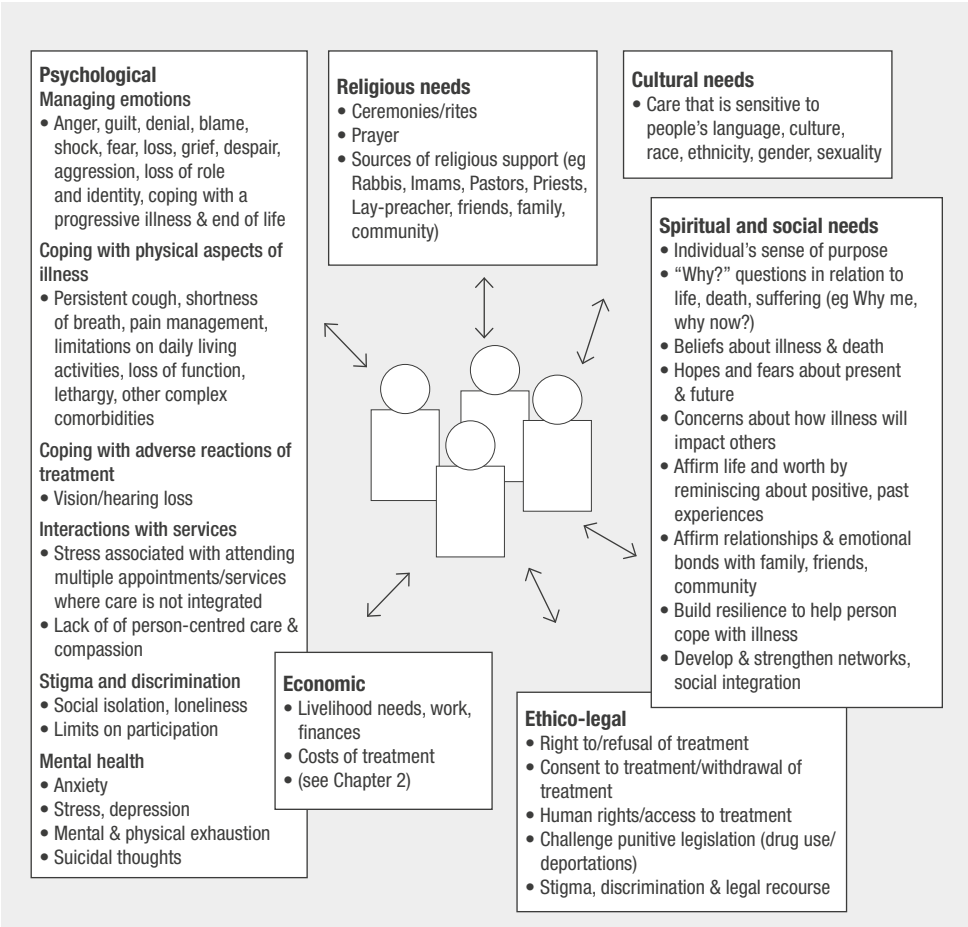 Psychological
Managing emotions
• Anger, guilt, denial, blame,
shock, fear, loss, grief, despair,
aggression, loss of role
and identity, coping with a
progressive illness & end of life
Coping with physical aspects of
illness
• Persistent cough, shortness
of breath, pain management,
limitations on daily living
activities, loss of function,
lethargy, other complex
comorbidities
Coping with adverse reactions of
treatment
• Vision/hearing loss
Interactions with services
• Stress associated with attending
multiple appointments/services
where care is not integrated
• Lack of of person-centred care &
compassion
Stigma and discrimination
• Social isolation, loneliness
• Limits on participation
Mental health
• Anxiety
• Stress, depression
• Mental & physical exhaustion
• Suicidal thoughts
Religious needs
• Ceremonies/rites
• Prayer
• Sources of religious support (eg
Rabbis, Imams, Pastors, Priests,
Lay-preacher, friends, family,
community)
Cultural needs
• Care that is sensitive to
people's language, culture,
race, ethnicity, gender, sexuality
Spiritual and social needs
• Individual's sense of purpose
• "Why?" questions in relation to
life, death, suffering (eg Why me,
why now?)
• Beliefs about illness & death
• Hopes and fears about present
& future
• Concerns about how illness will
impact others
• Affirm life and worth by
reminiscing about positive, past
experiences
• Affirm relationships & emotional
bonds with family, friends,
community
• Build resilience to help person
cope with illness
• Develop & strengthen networks,
social integration
Economic
• Livelihood needs, work,
finances
• Costs of treatment
• (see Chapter 2)
Ethico-legal
• Right to/refusal of treatment
• Consent to treatment/withdrawal of
treatment
• Human rights/access to treatment
• Challenge punitive legislation (drug use/
deportations)
• Stigma, discrimination & legal recourse